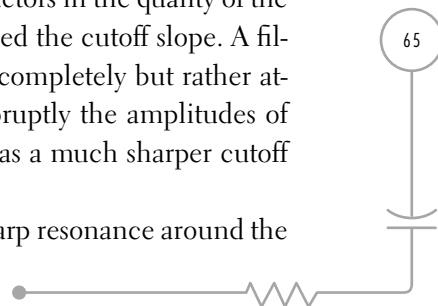 ctors in the quality of the
ed the cutoff slope. A fil-
completely but rather at-
ruptly the amplitudes of
as a much sharper cutoff
arp resonance around the
65